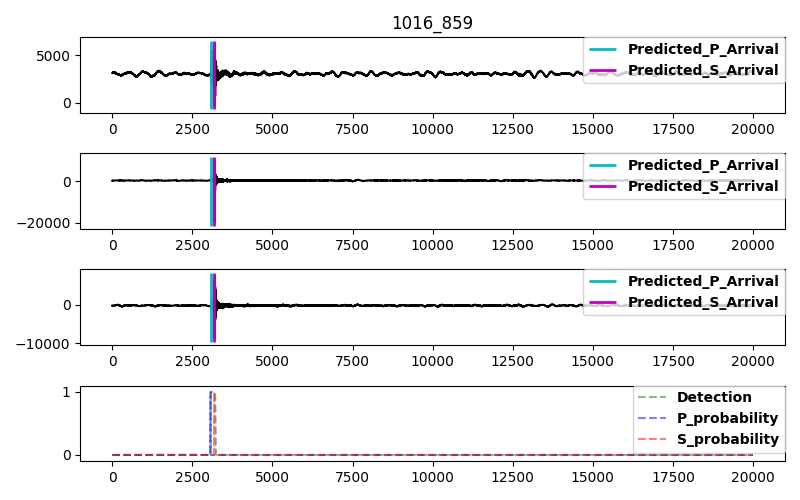 1016_859
5000
0
Predicted_P_Arrival
Predicted_S_Arrival
0 2500 5000 7500 10000 12500 15000 17500 20000
0
−20000
Predicted_P_Arrival
Predicted_S_Arrival
0 2500 5000 7500 10000 12500 15000 17500 20000
0
−10000
Predicted_P_Arrival
Predicted_S_Arrival
0 2500 5000 7500 10000 12500 15000 17500 20000
1
0
Detection
P_probability
S_probability
0 2500 5000 7500 10000 12500 15000 17500 20000